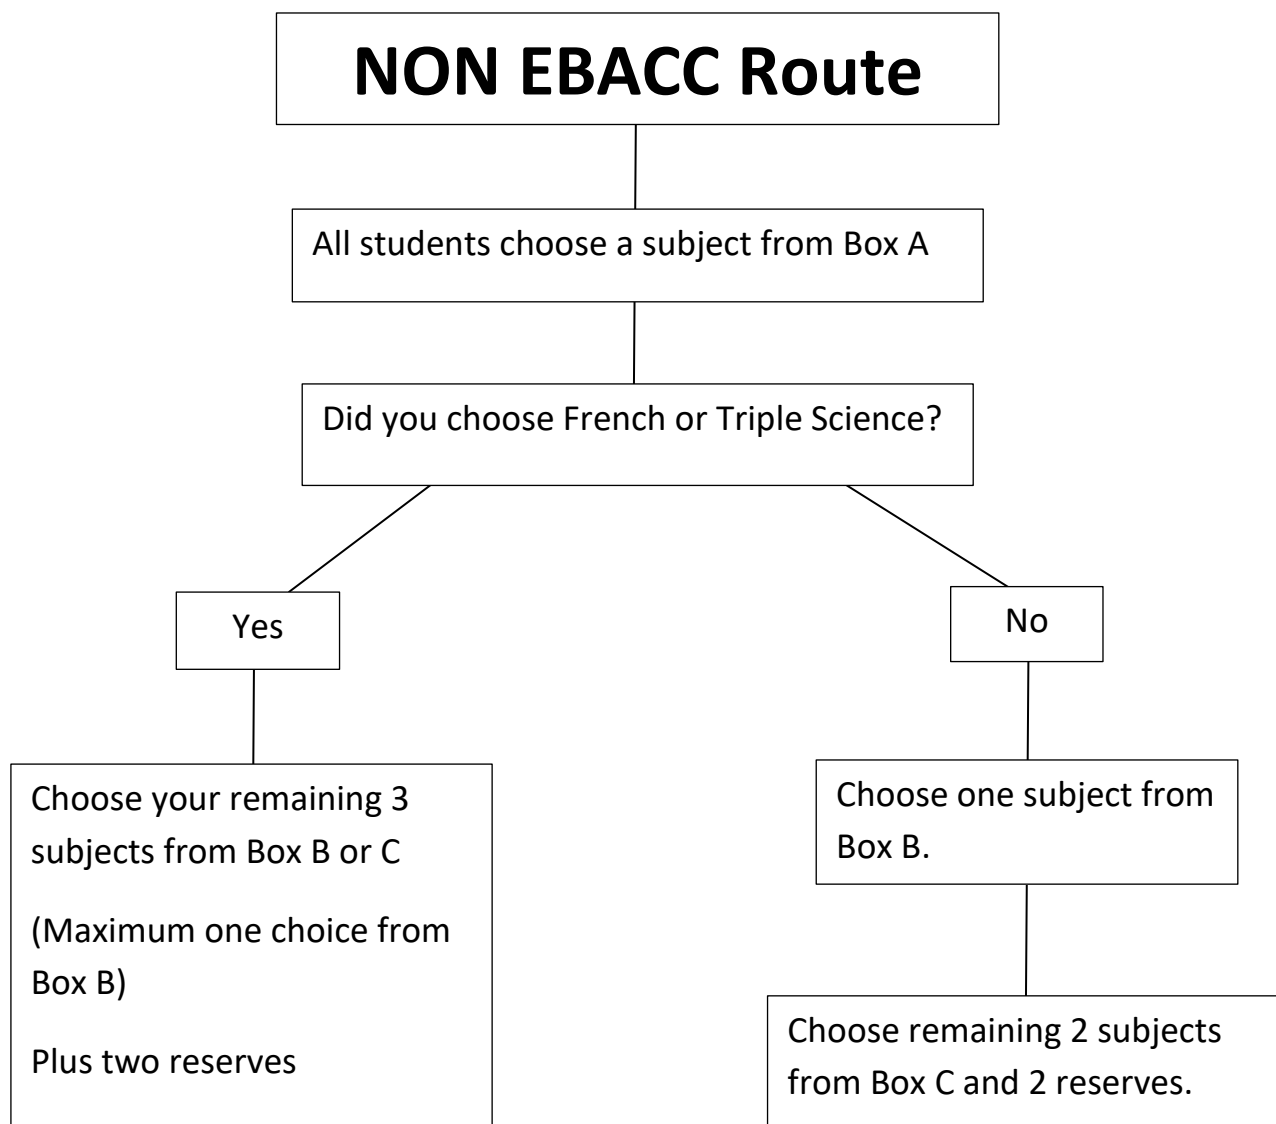 NON EBACC Route
All students choose a subject from Box A
Did you choose French or Triple Science?
Yes
No
Choose your remaining 3
subjects from Box B or C
(Maximum one choice from
Box B)
Plus two reserves
Choose one subject from
Box B.
Choose remaining 2 subjects
from Box C and 2 reserves.